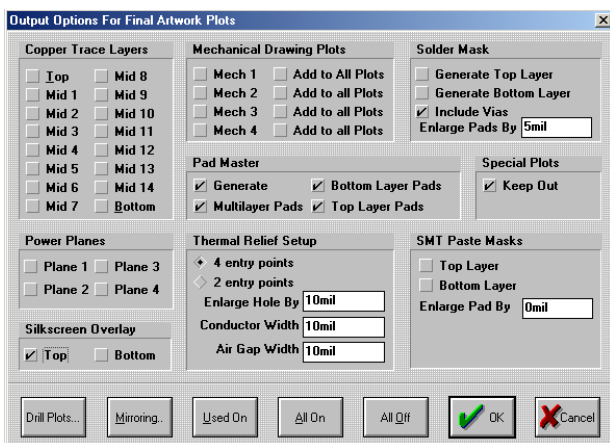 Output Options For Final Artwork Plots
Copper Trace Layers
Top Mid 8
Mid 1 Mid 9
Mid 2 Mid 10
Mid 3 Mid 11
Mid 4 Mid 12
Mid 5 Mid 13
Mid 6 Mid 14
Mid 7 Bottom
Mechanical Drawing Plots
Mech 1 Add to All Plots
Mech 2 Add to all Plots
Mech 3 Add to all Plots
Mech 4 Add to all Plots
Solder Mask
Generate Top Layer
Generate Bottom Layer
Include Vias
Enlarge Pads By 5mil
Pad Master
Generate Bottom Layer Pads
Multilayer Pads Top Layer Pads
Special Plots
Keep Out
Power Planes
Plane 1 Plane 3
Plane 2 Plane 4
Thermal Relief Setup
4 entry points
2 entry points
Enlarge Hole By 10mil
Conductor Width 10mil
Air Gap Width 10mil
SMT Paste Masks
Top Layer
Bottom Layer
Enlarge Pad By 0mil
Silkscreen Overlay
Top Bottom
Drill Plots... Mirroring.. Used On All On All Off OK Cancel